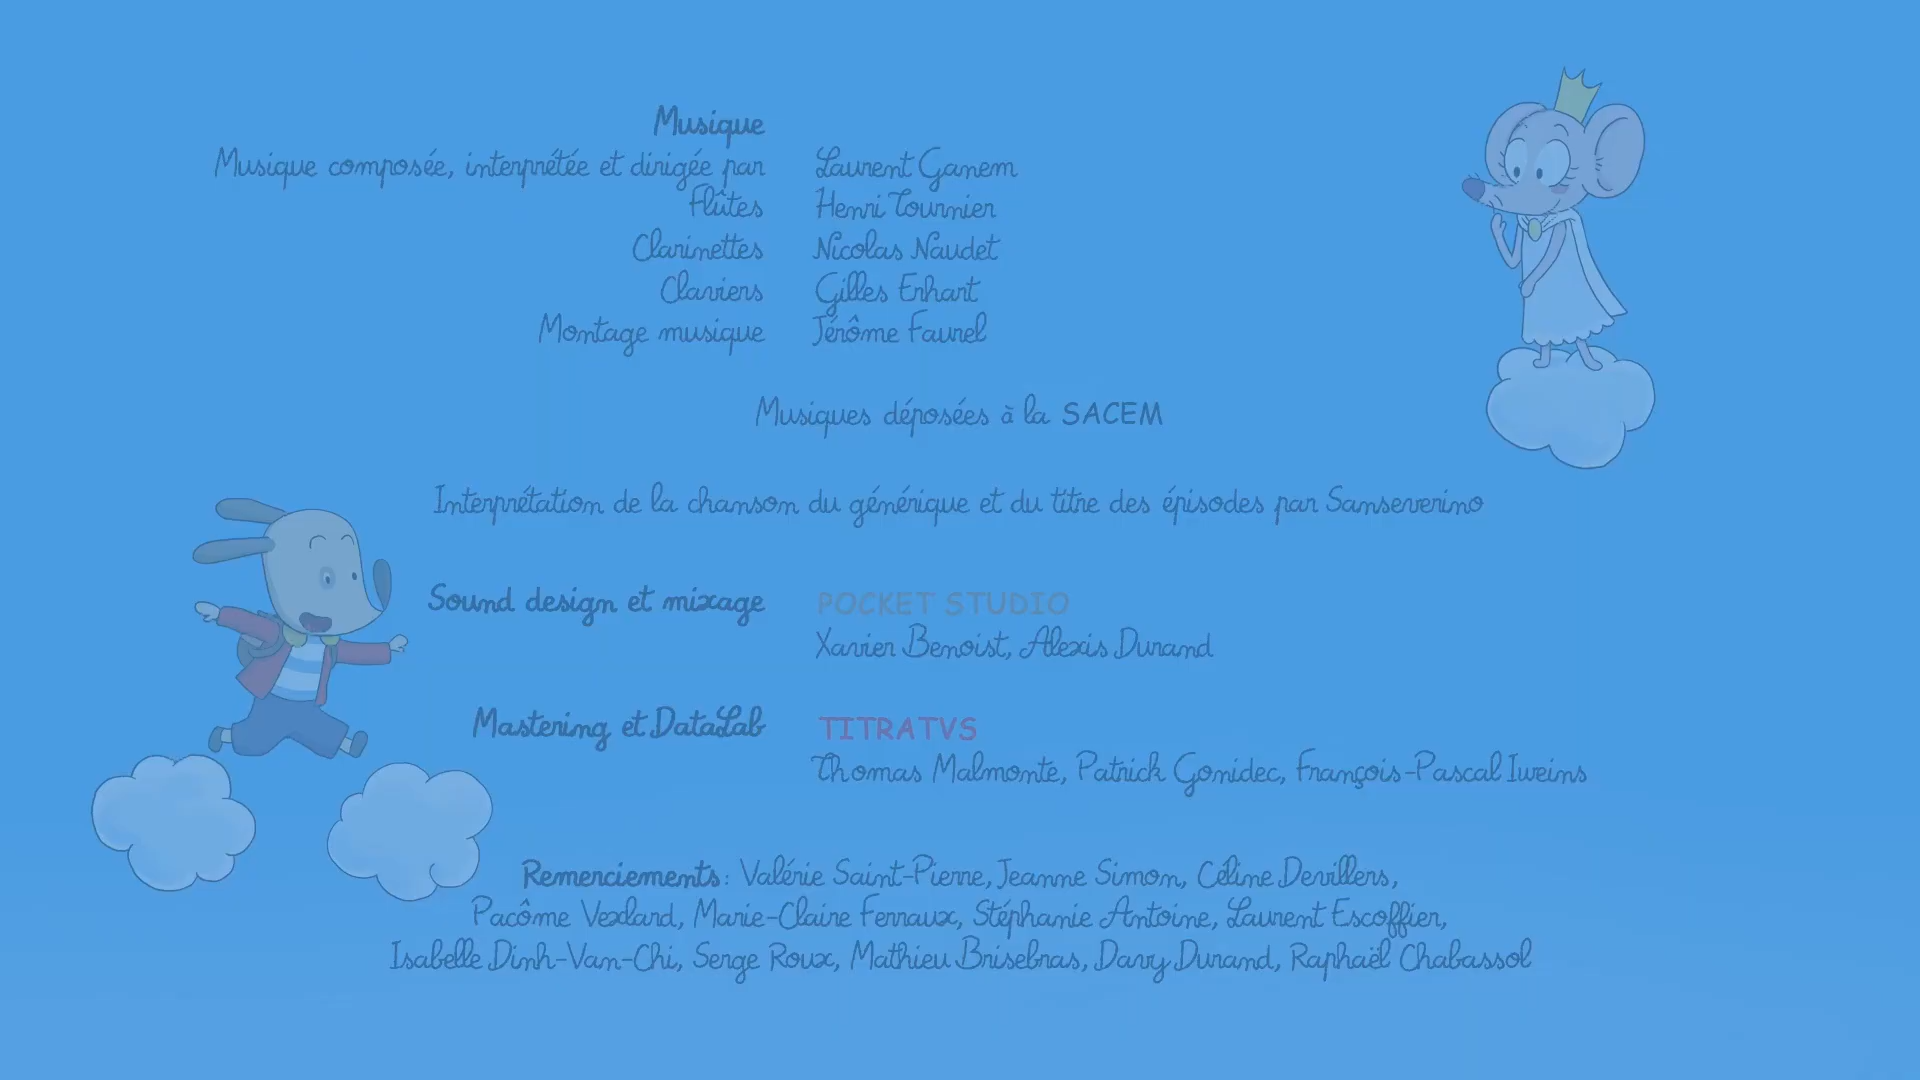 Musique
Musique composée, interprétée et dirigée par Laurent Ganem
Flûtes Henri Tournier
Clarinettes Nicolas Naudet
Claviers Gilles Erhart
Montage musique Jérôme Faurel
Musiques déposées à la SACEM
Interprétation de la chanson du générique et du titre des épisodes par Sanseverino
Sound design et mixage POCKET STUDIO
Xavier Benoist, Alexis Durand
Mastering et DataLab TITRATVS
Thomas Malmonte, Patrick Gonidec, François-Pascal Iweins
Remerciements : Valérie Saint-Pierre, Jeanne Simon, Céline Devillers,
Pacôme Vexlard, Marie-Claire Ferraux, Stéphanie Antoine, Laurent Escoffier,
Isabelle Dinh-Van-Chi, Serge Roux, Mathieu Brisebras, Davy Durand, Raphaël Chabassol